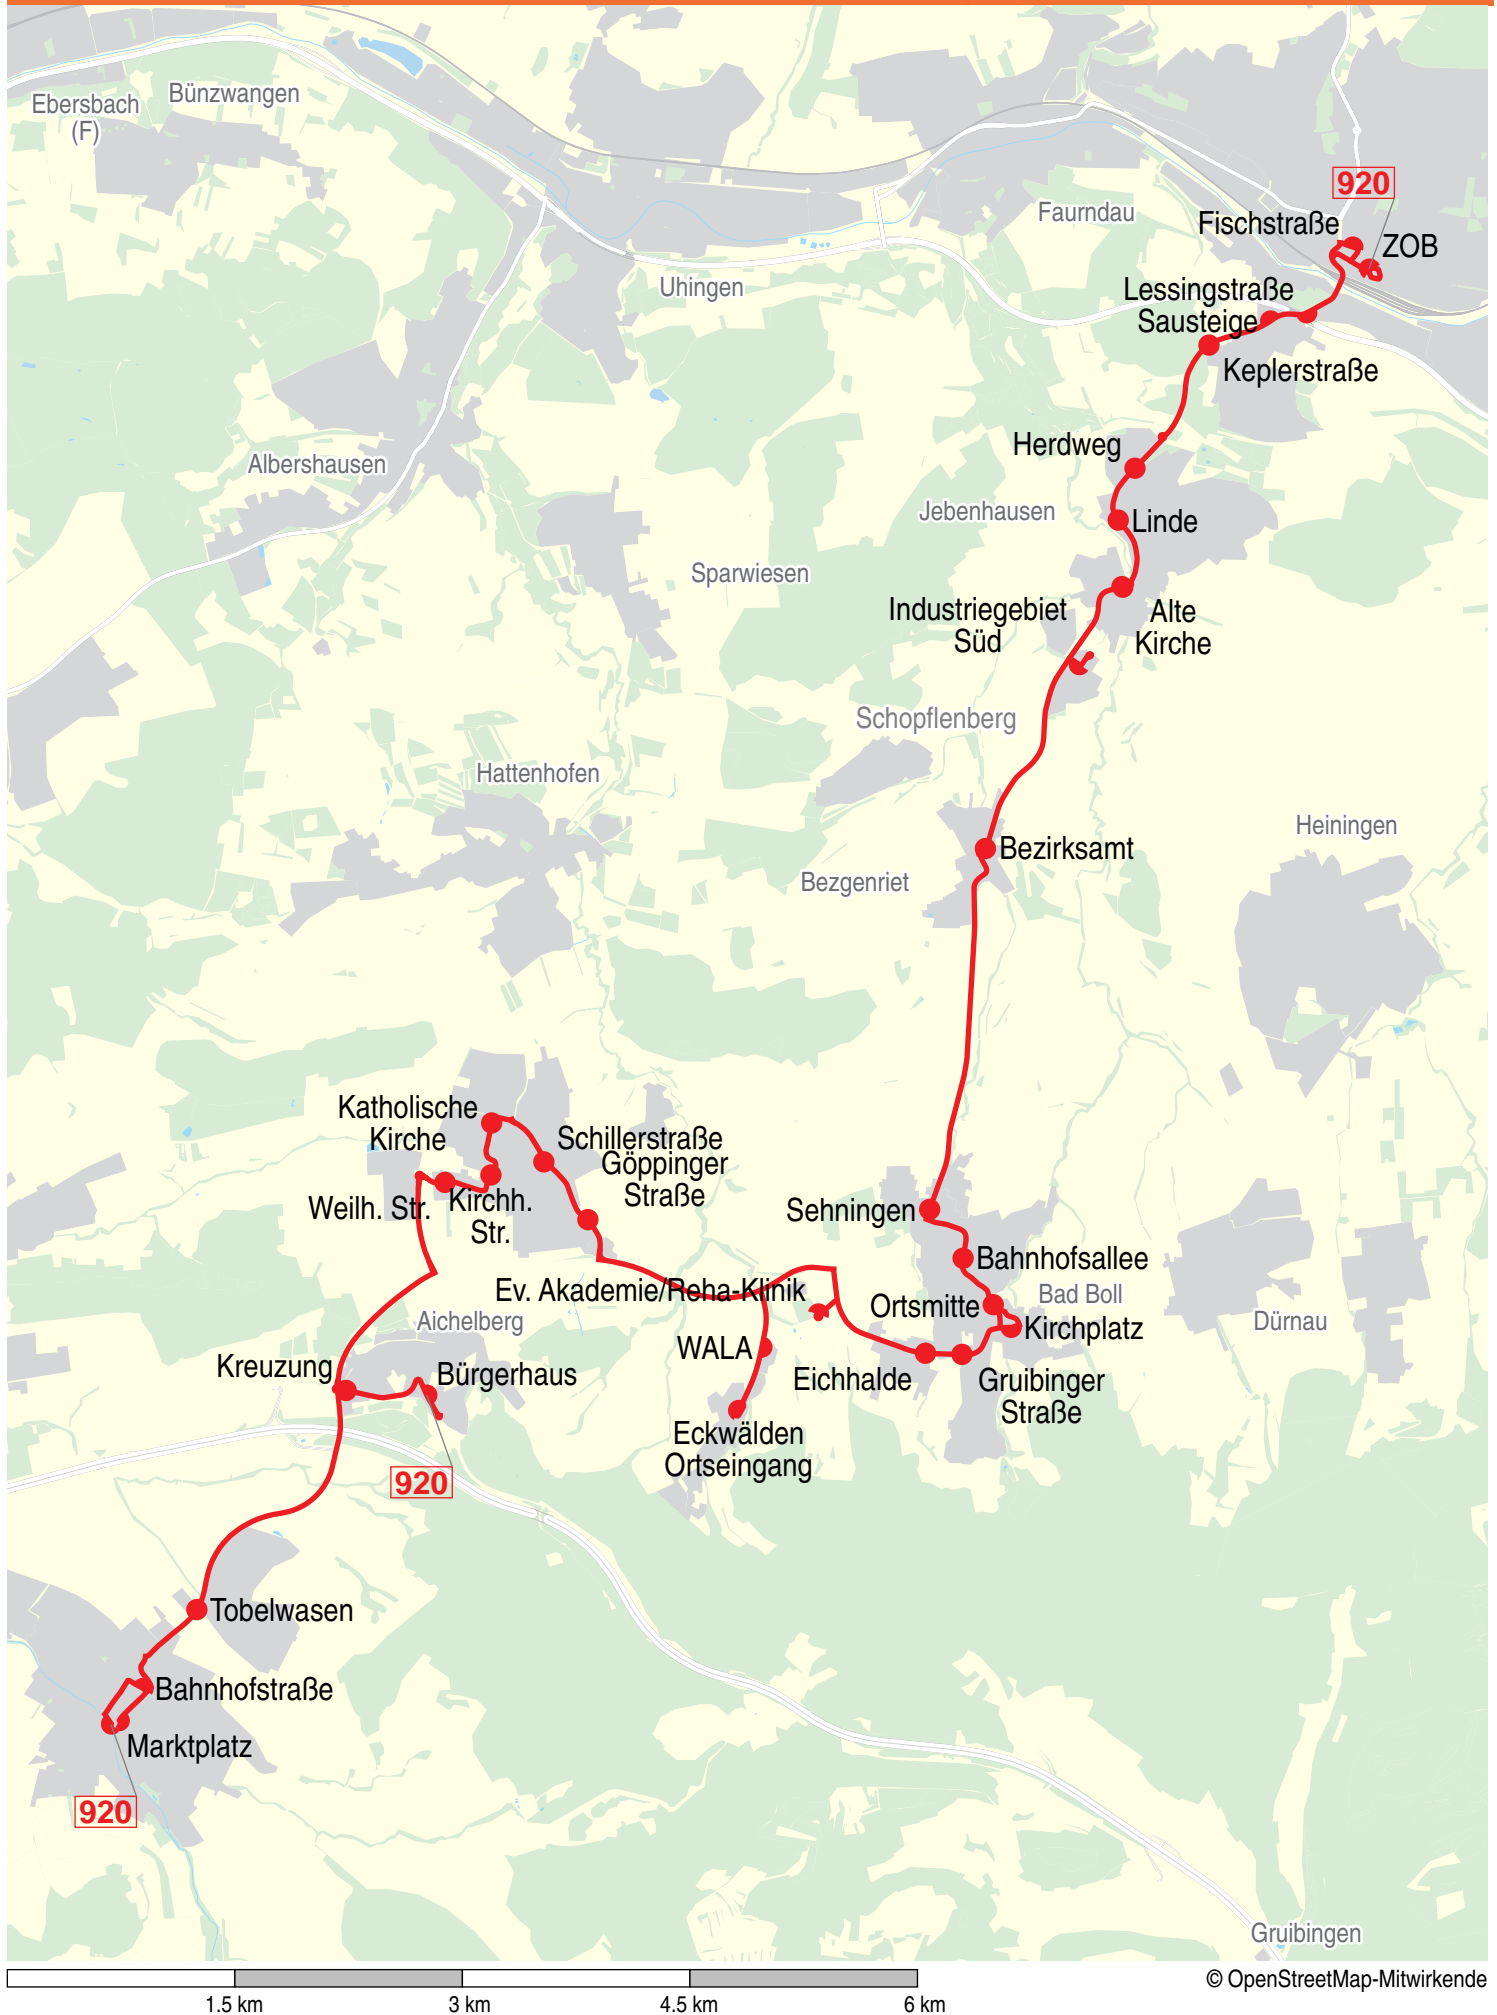 Ebersbach
(F)
Bünzwangen
920
Faurndau
Fischstraße
ZOB
Uhingen
Lessingstraße
Sausteige
Keplerstraße
Herdweg
Albershausen
Jebenhausen
Linde
Sparwiesen
Industriegebiet
Süd
Alte
Kirche
Schopflenberg
Hattenhofen
Heiningen
Bezirksamt
Bezgenriet
Katholische
Kirche
Schillerstraße
Göppinger
Straße
Weilh. Str.
Kirchh.
Str.
Sehningen
Bahnhofsallee
Ev. Akademie/Reha-Klinik
Bad Boll
Ortsmitte
Kirchplatz
Dürnau
Aichelberg
WALA
Kreuzung
Bürgerhaus
Eichhalde
Gruibinger
Straße
Eckwälden
Ortseingang
920
Tobelwasen
Bahnhofstraße
Marktplatz
920
Gruibingen
© OpenStreetMap-Mitwirkende
1.5 km
3 km
4.5 km
6 km